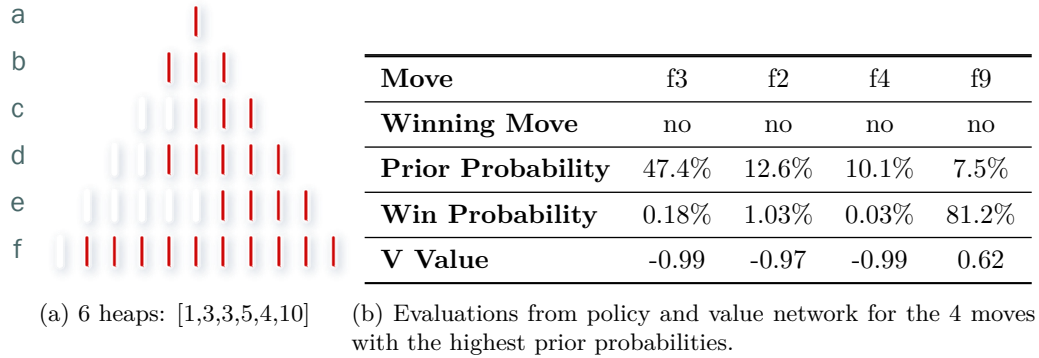 a
b
c
d
e
f
Move f3 f2 f4 f9
Winning Move no no no no
Prior Probability 47.4% 12.6% 10.1% 7.5%
Win Probability 0.18% 1.03% 0.03% 81.2%
V Value -0.99 -0.97 -0.99 0.62
(a) 6 heaps: [1,3,3,5,4,10]
(b) Evaluations from policy and value network for the 4 moves
with the highest prior probabilities.